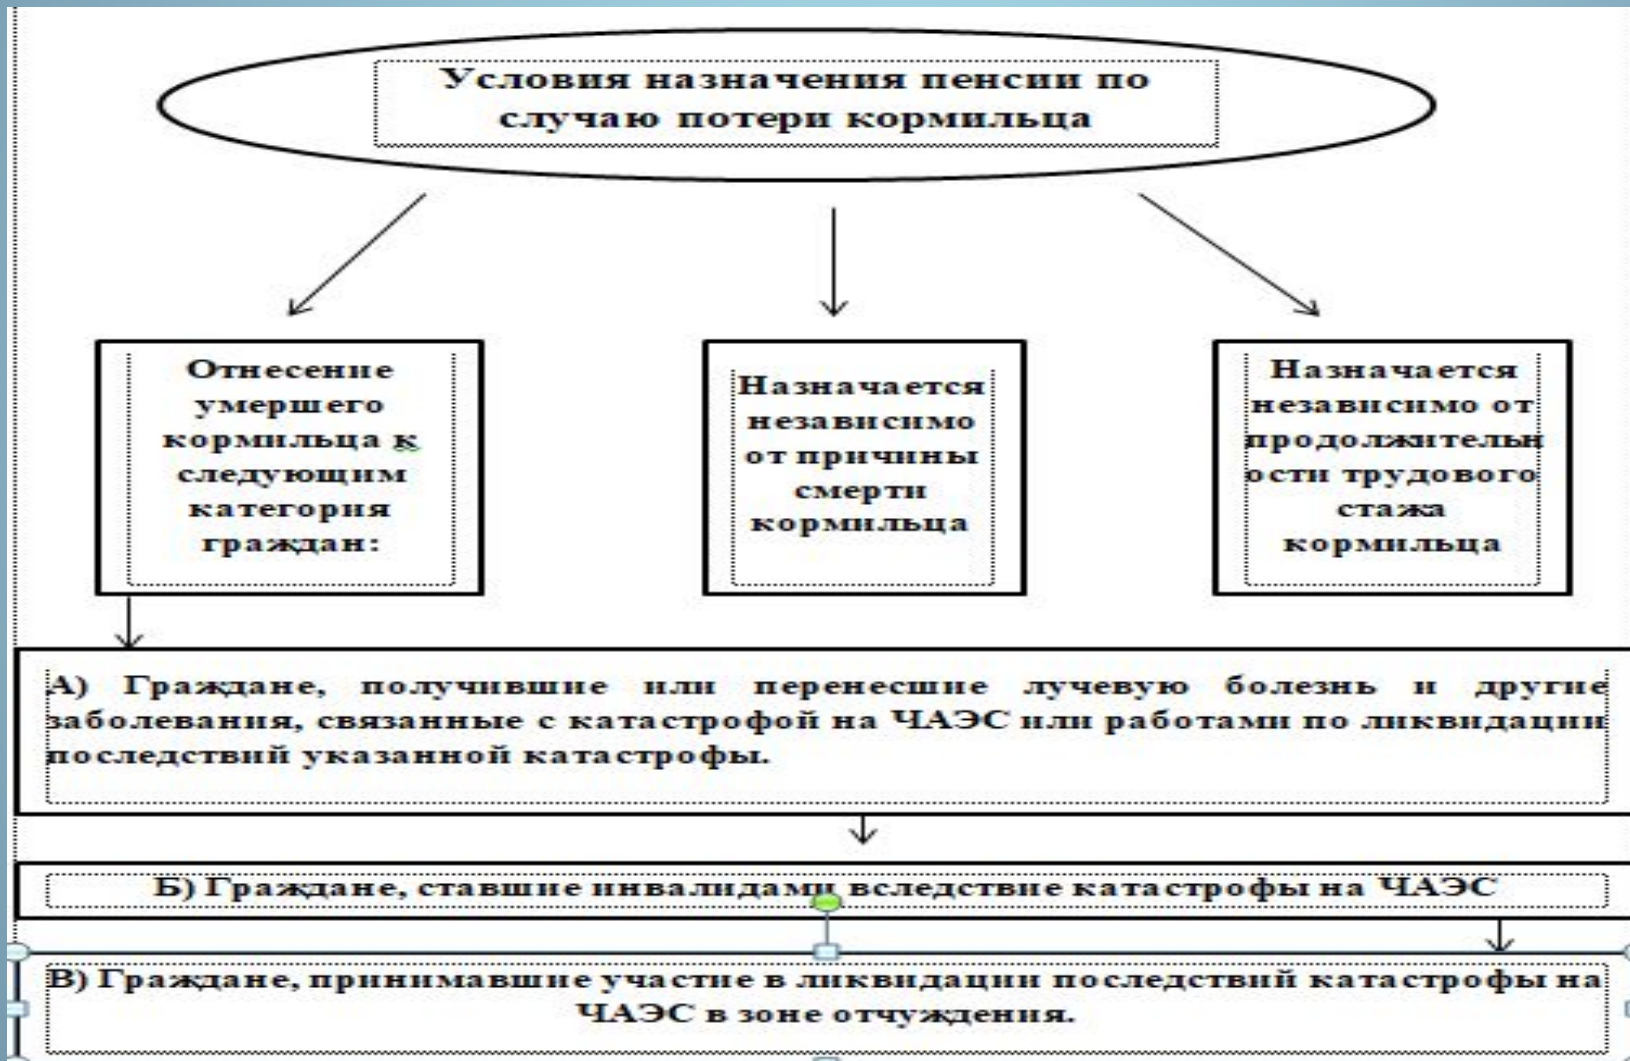 Условия назначения пенсии по
случаю потери кормильца
Отнесение
умершего
кормильца к
следующим
категория
граждан:
Назначается
независимо
от причины
смерти
кормильца
Назначается
независимо от
продолжительн
ости трудового
стажа
кормильца
А) Граждане, получившие или перенесшие лучевую болезнь и другие
заболевания, связанные с катастрофой на ЧАЭС или работами по ликвидации
последствий указанной катастрофы.
Б) Граждане, ставшие инвалидами вследствие катастрофы на ЧАЭС
В) Граждане, принимавшие участие в ликвидации последствий катастрофы на
ЧАЭС в зоне отчуждения.